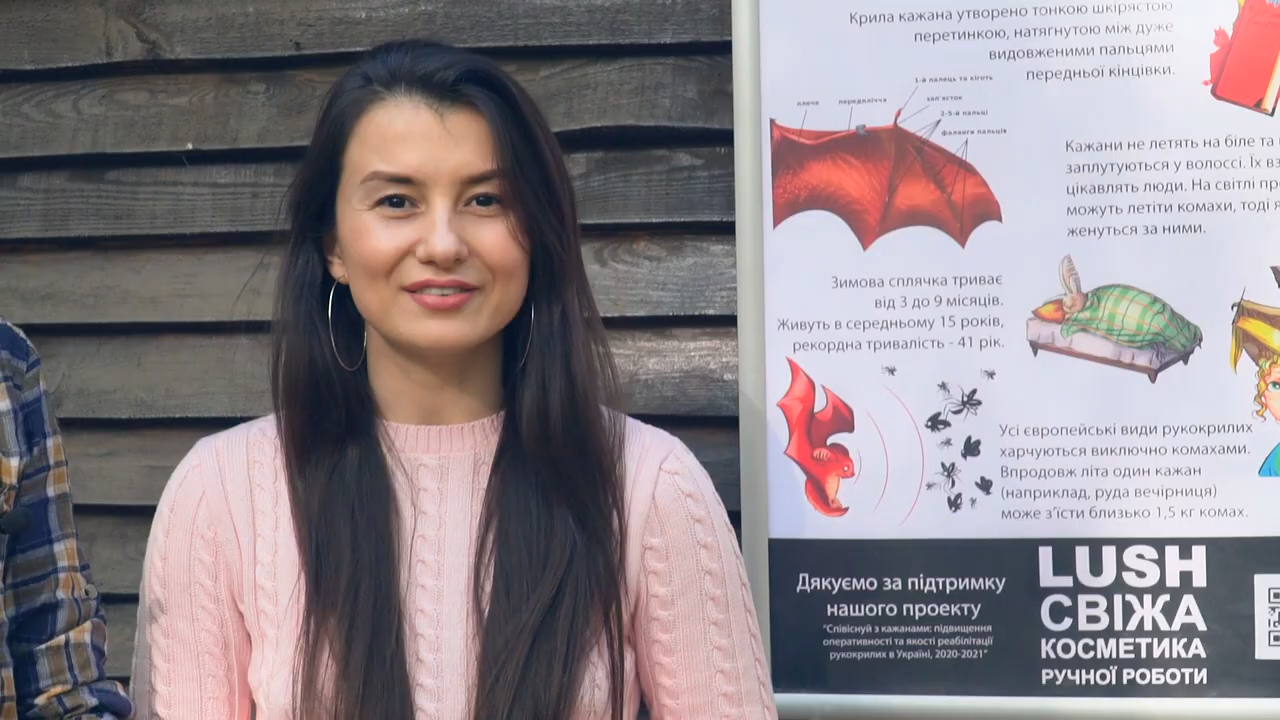 Крила кажана утворено тонкою шкірястою
перетинкою, натягнутою між дуже
видовженими пальцями
передньої кінцівки.
1-й палець та кіготь
плече
передпліччя
зап'ясток
2-5-й пальці
фаланги пальців
Кажани не летять на біле та
заплутуються у волоссі. Їх
цікавлять люди. На світлі
можуть летіти комахи, тоді
женуться за ними.
Зимова сплячка триває
від 3 до 9 місяців.
Живуть в середньому 15 років,
рекордна тривалість - 41 рік.
Усі європейські види рукокрилих
харчуються виключно комахами.
Впродовж літа один кажан
(наприклад, руда вечірниця)
може з’їсти близько 1,5 кг комах.
Дякуємо за підтримку
нашого проекту
"Співіснуй з кажанами: підвищення
оперативності та якості реабілітації
рукокрилих в Україні, 2020-2021"
LUSH
СВІЖА
КОСМЕТИКА
РУЧНОЇ РОБОТИ